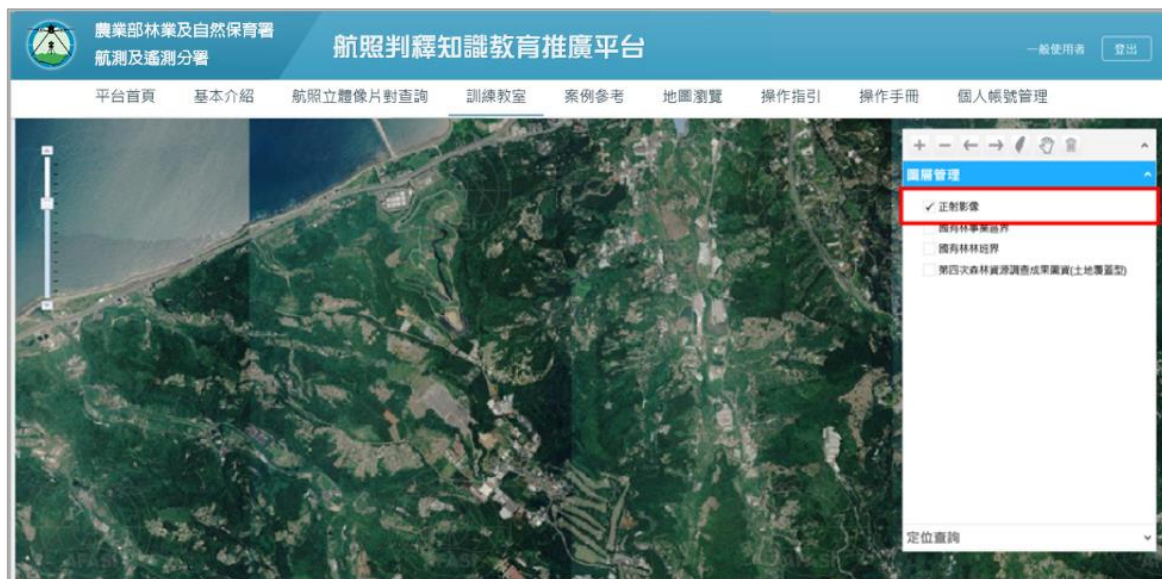 農業部林業及自然保育署
航測及遙測分署
航照判釋知識教育推廣平台
一般使用者 登出
平台首頁 基本介紹 航照立體像片對查詢 訓練教室 案例參考 地圖瀏覽 操作指引 操作手冊 個人帳號管理
圖層管理
正射影像
國有林事業區界
國有林林班界
第四次森林資源調查成果圖資(土地覆蓋型)
定位查詢